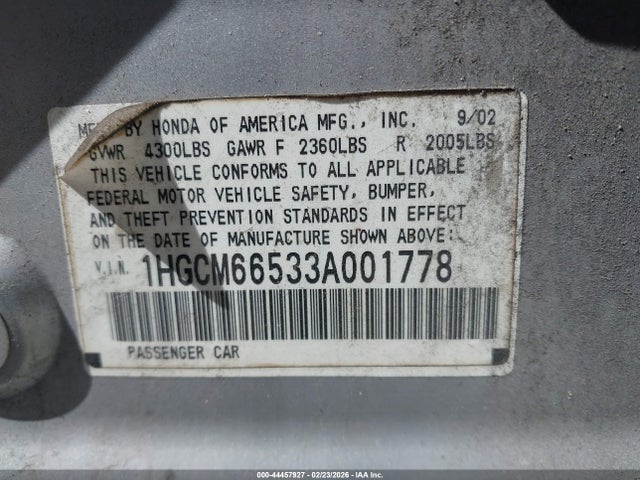 BY HONDA OF AMERICA MFG., INC. 9/02
GVWR 4300LBS GAWR F 2360LBS R 2005LBS
THIS VEHICLE CONFORMS TO ALL APPLICABLE
FEDERAL MOTOR VEHICLE SAFETY, BUMPER,
AND THEFT PREVENTION STANDARDS IN EFFECT
ON THE DATE OF MANUFACTURE SHOWN ABOVE:
V.I.N. 1HGCM66533A001778
PASSENGER CAR
000-44457927 - 02/23/2026 - IAA Inc.